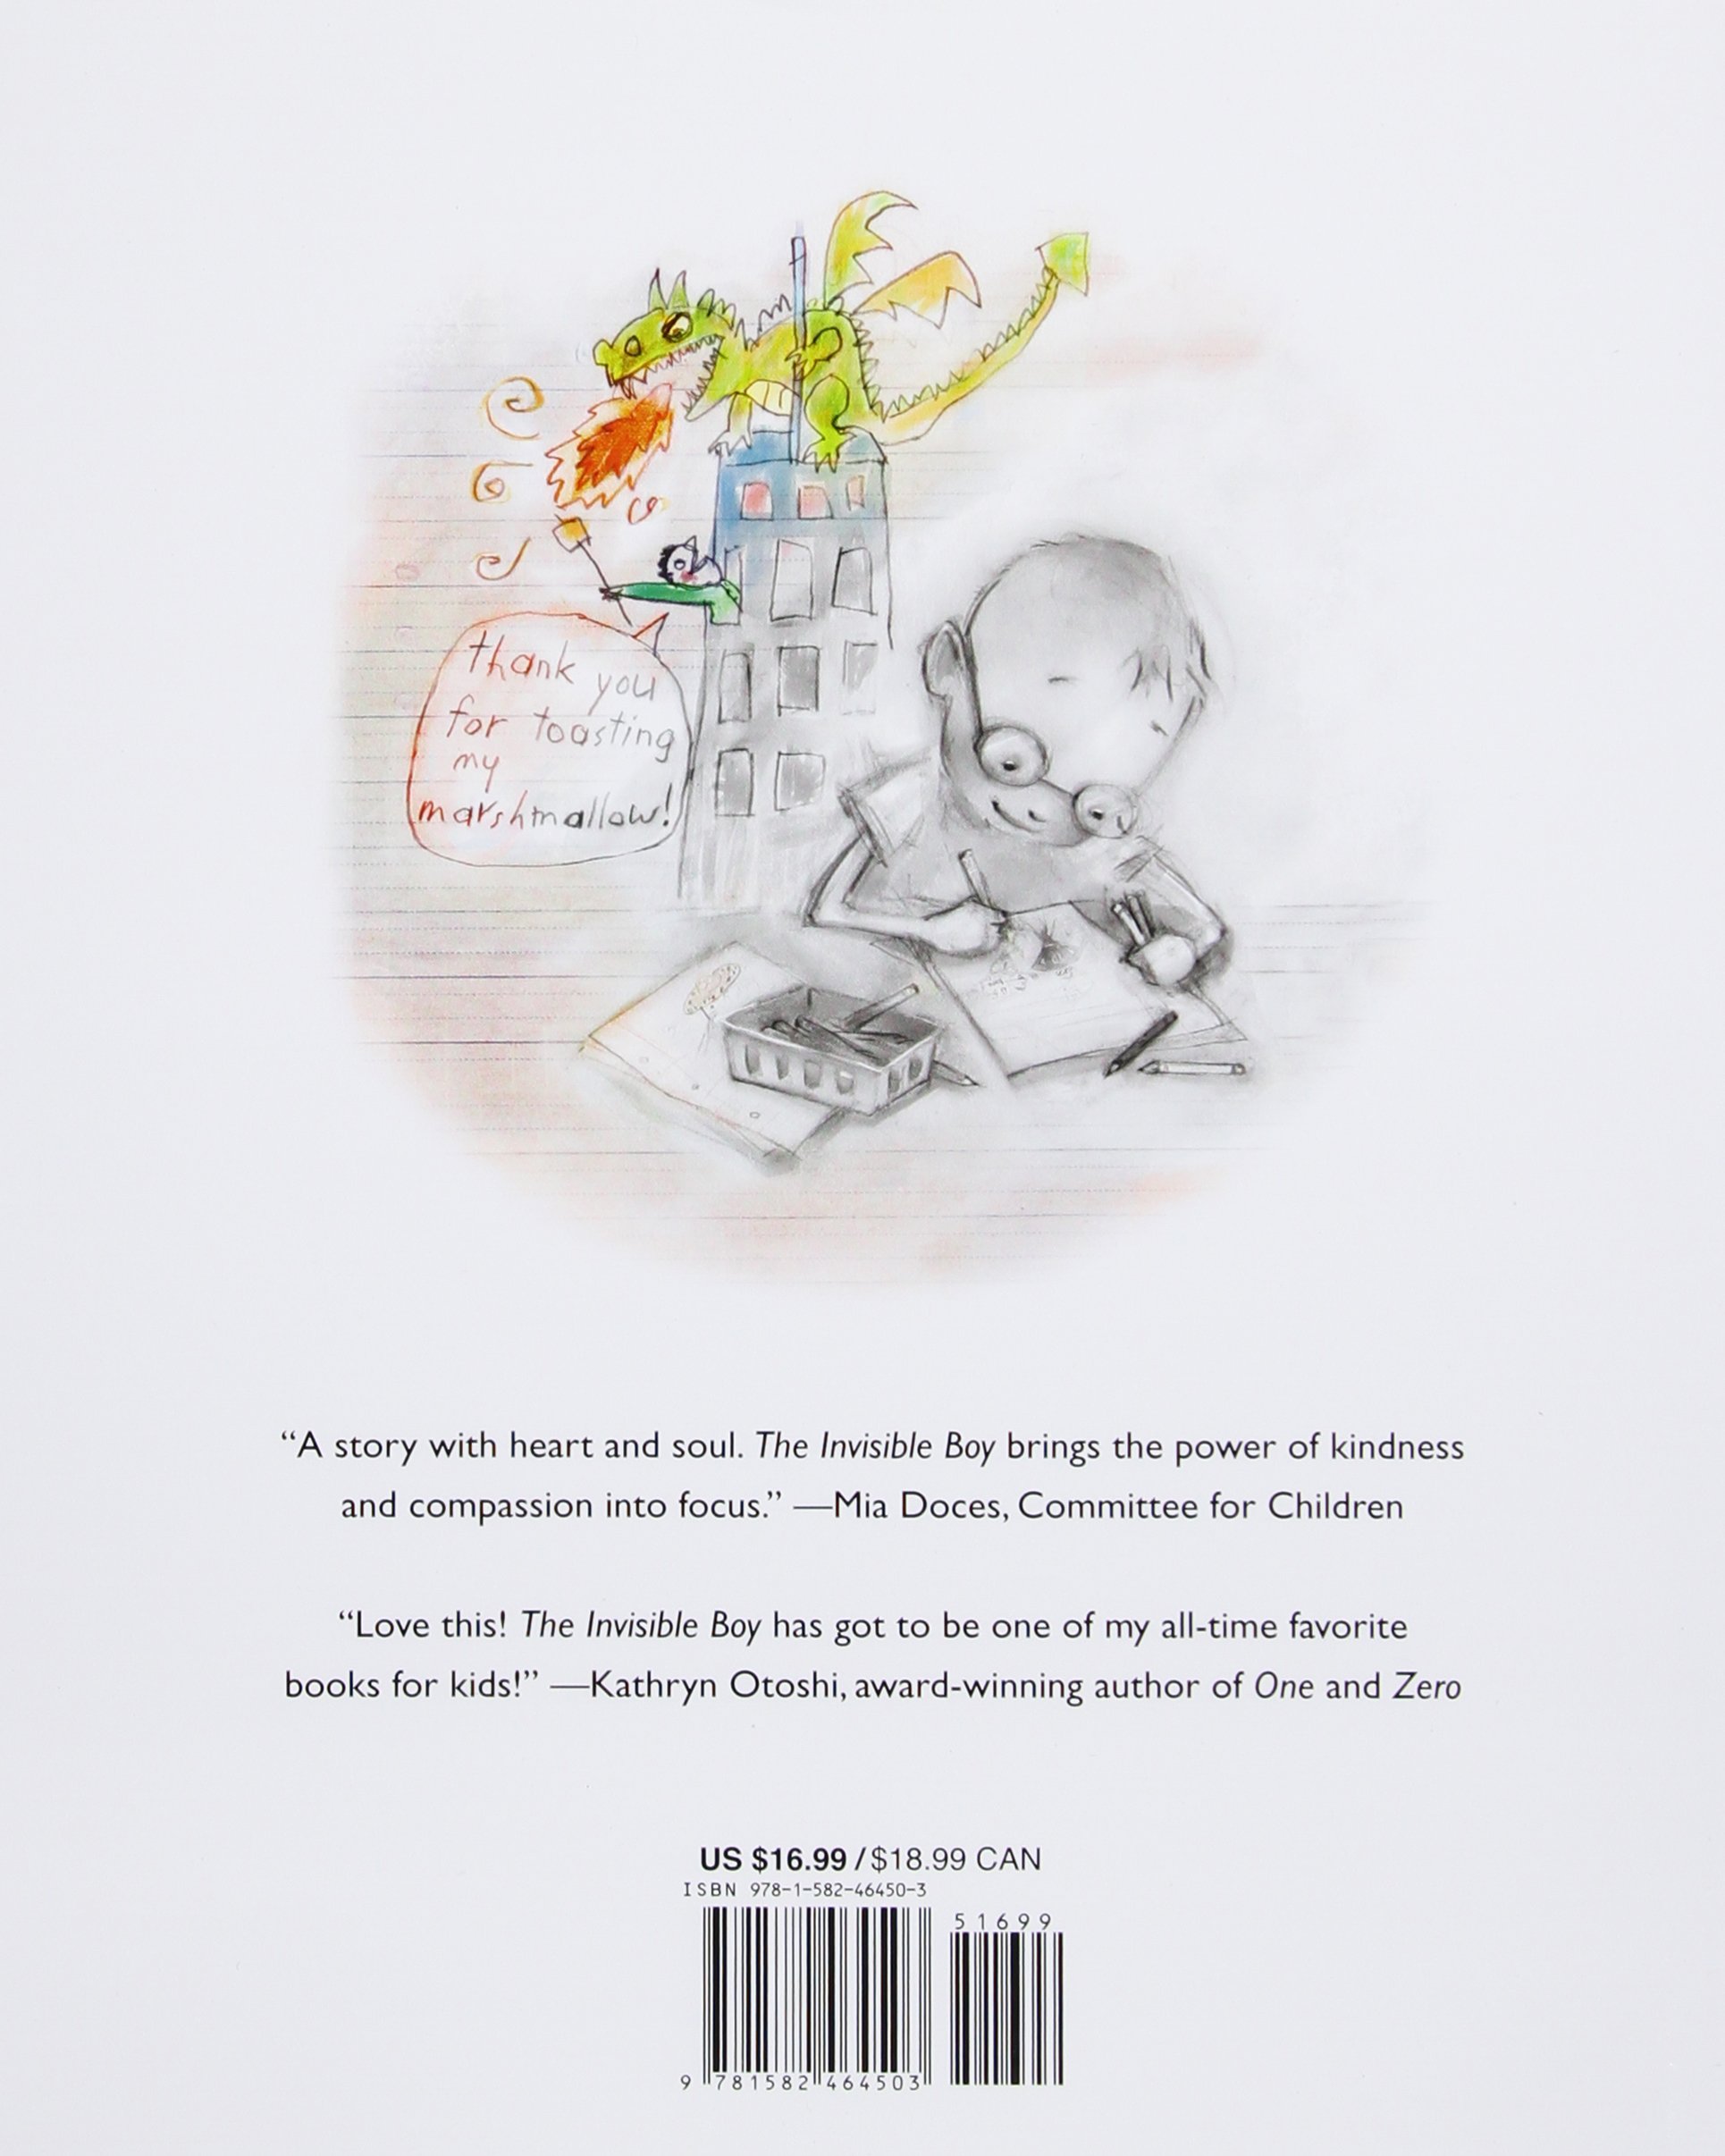 thank you
for toasting
my
marshmallow!
“A story with heart and soul. The Invisible Boy brings the power of kindness
and compassion into focus.” —Mia Doces, Committee for Children
“Love this! The Invisible Boy has got to be one of my all-time favorite
books for kids!” —Kathryn Otoshi, award-winning author of One and Zero
US $16.99 / $18.99 CAN
ISBN 978-1-582-46450-3
51699
9 781582 464503